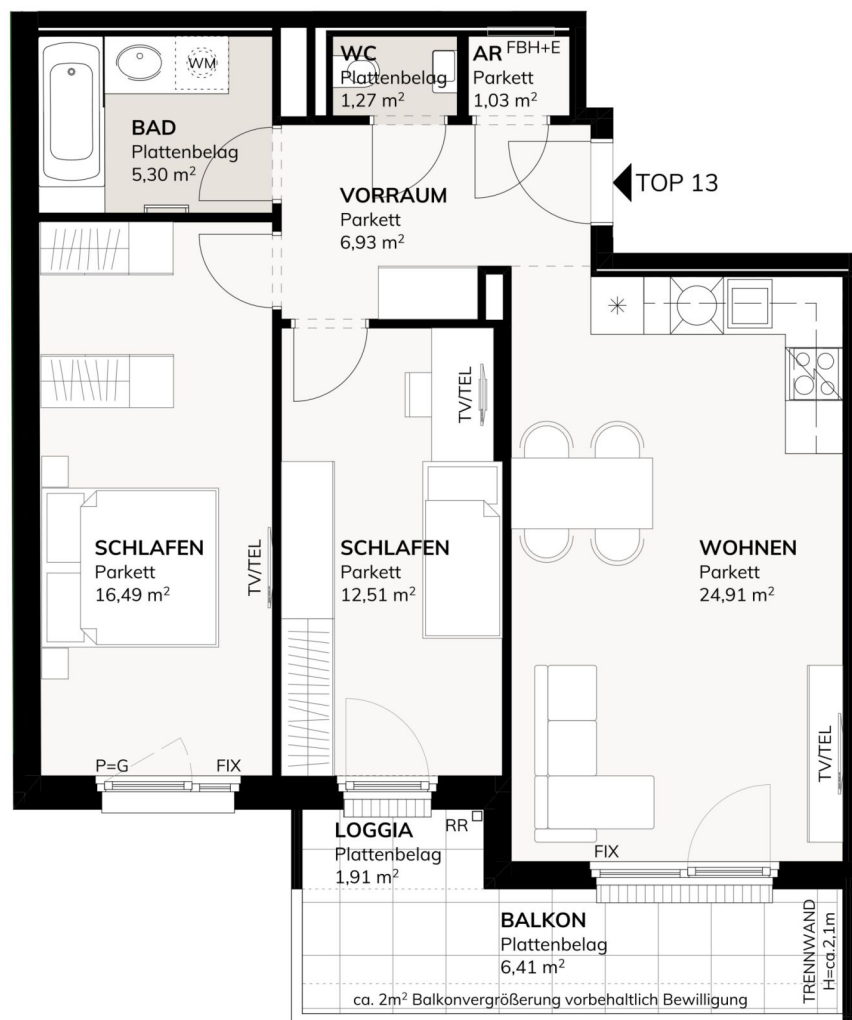 WC
Plattenbelag
1,27 m²
AR
FBH+E
Parkett
1,03 m²
WM
BAD
Plattenbelag
5,30 m²
VORRAUM
Parkett
6,93 m²
TOP 13
TV/TEL
SCHLAFEN
Parkett
16,49 m²
TV/TEL
SCHLAFEN
Parkett
12,51 m²
WOHNEN
Parkett
24,91 m²
TV/TEL
P=G
FIX
LOGGIA
Plattenbelag
1,91 m²
RR
FIX
BALKON
Plattenbelag
6,41 m²
TRENNWAND
H=ca.2,1m
ca. 2m² Balkonvergrößerung vorbehaltlich Bewilligung